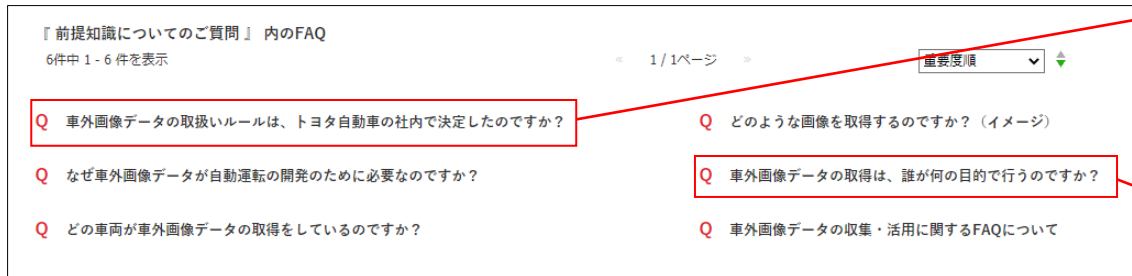 『 前提知識についてのご質問 』 内のFAQ
6件中 1 - 6 件を表示
« 1 / 1ページ »
重要度順
Q 車外画像データの取扱いルールは、トヨタ自動車の社内で決定したのですか？
Q どのような画像を取得するのですか？（イメージ）
Q なぜ車外画像データが自動運転の開発のために必要なのですか？
Q 車外画像データの取得は、誰が何の目的で行うのですか？
Q どの車両が車外画像データの取得をしているのですか？
Q 車外画像データの収集・活用に関するFAQについて